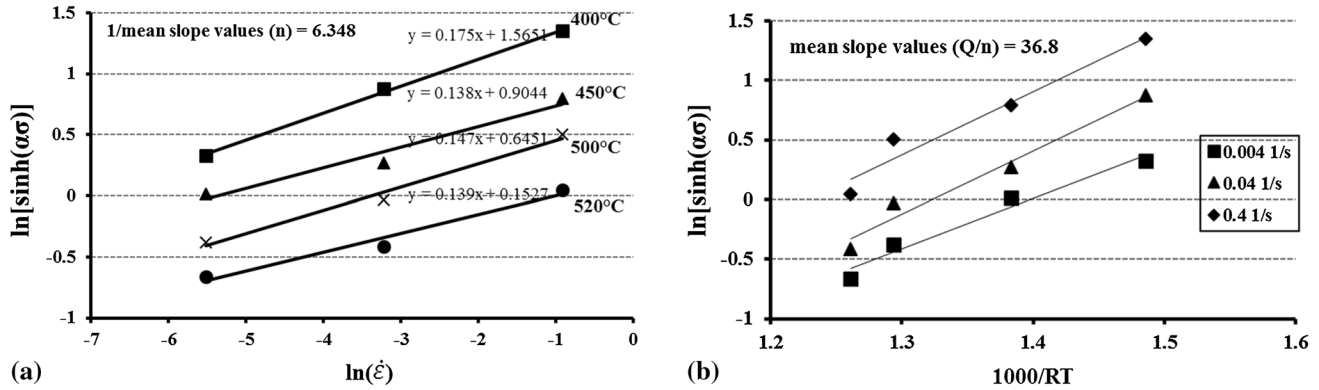 1.5
1
0.5
0
-0.5
-1
-7
-6
-5
-4
-3
-2
-1
0
ln[sinh(ασ)]
ln(ε̇)
1/mean slope values (n) = 6.348
y = 0.175x + 1.5651
400°C
y = 0.138x + 0.9044
450°C
y = 0.147x + 0.6451
500°C
y = 0.139x + 0.1527
520°C
(a)
1.5
1
0.5
0
-0.5
-1
1.2
1.3
1.4
1.5
1.6
ln[sinh(ασ)]
1000/RT
mean slope values (Q/n) = 36.8
0.004 1/s
0.04 1/s
0.4 1/s
(b)